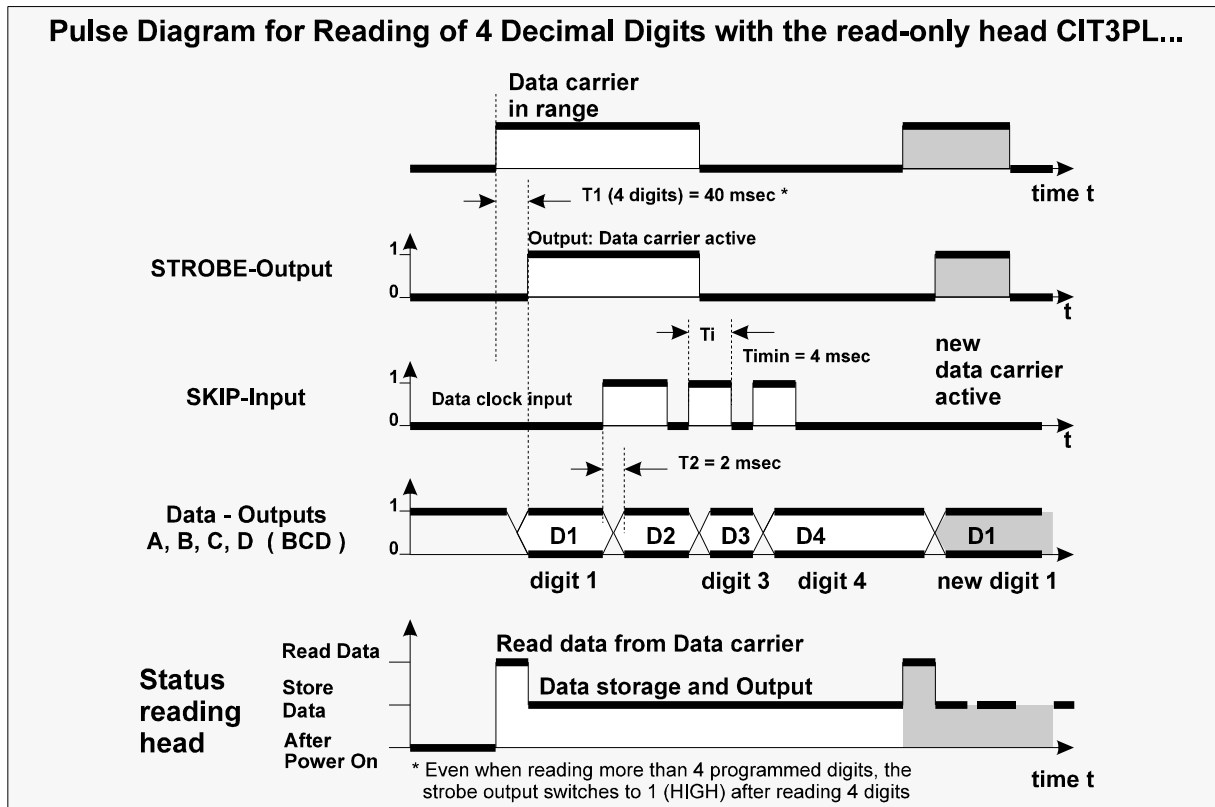 Pulse Diagram for Reading of 4 Decimal Digits with the read-only head CIT3PL...
Data carrier
in range
time t
T1 (4 digits) = 40 msec *
STROBE-Output
1
0
Output: Data carrier active
t
Ti
Timin = 4 msec
new
data carrier
active
SKIP-Input
1
0
Data clock input
t
T2 = 2 msec
Data - Outputs
A, B, C, D ( BCD )
1
0
D1
D2
D3
D4
D1
digit 1
digit 3
digit 4
new digit 1
Status
reading
head
Read Data
Store
Data
After
Power On
Read data from Data carrier
Data storage and Output
time t
* Even when reading more than 4 programmed digits, the
strobe output switches to 1 (HIGH) after reading 4 digits